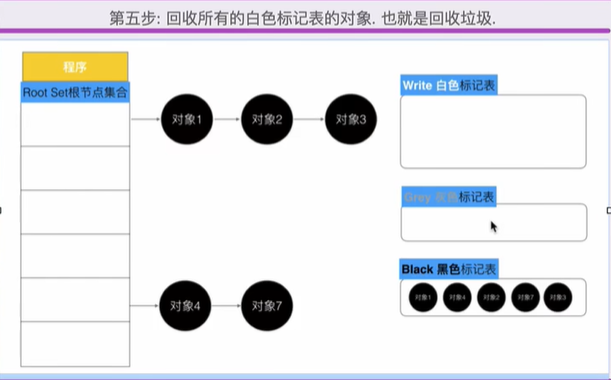 第五步: 回收所有的白色标记表的对象. 也就是回收垃圾.
程序
Root Set根节点集合
对象1
对象2
对象3
对象4
对象7
Write 白色标记表
Grey 灰色标记表
Black 黑色标记表
对象1
对象4
对象2
对象7
对象3